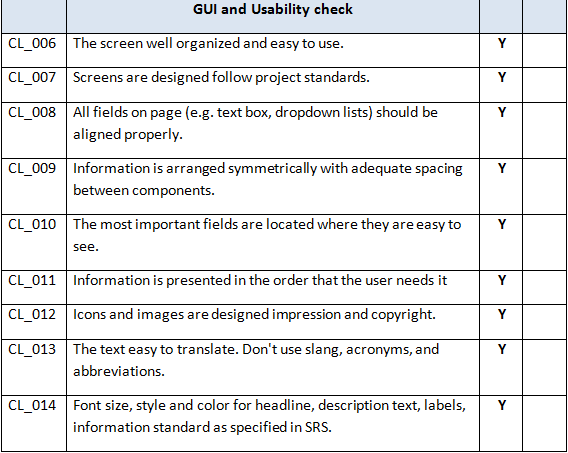 GUI and Usability check
CL_006 The screen well organized and easy to use. Y
CL_007 Screens are designed follow project standards. Y
CL_008 All fields on page (e.g. text box, dropdown lists) should be Y
aligned properly.
CL_009 Information is arranged symmetrically with adequate spacing Y
between components.
CL_010 The most important fields are located where they are easy to Y
see.
CL_011 Information is presented in the order that the user needs it Y
CL_012 Icons and images are designed impression and copyright. Y
CL_013 The text easy to translate. Don't use slang, acronyms, and Y
abbreviations.
CL_014 Font size, style and color for headline, description text, labels, Y
information standard as specified in SRS.